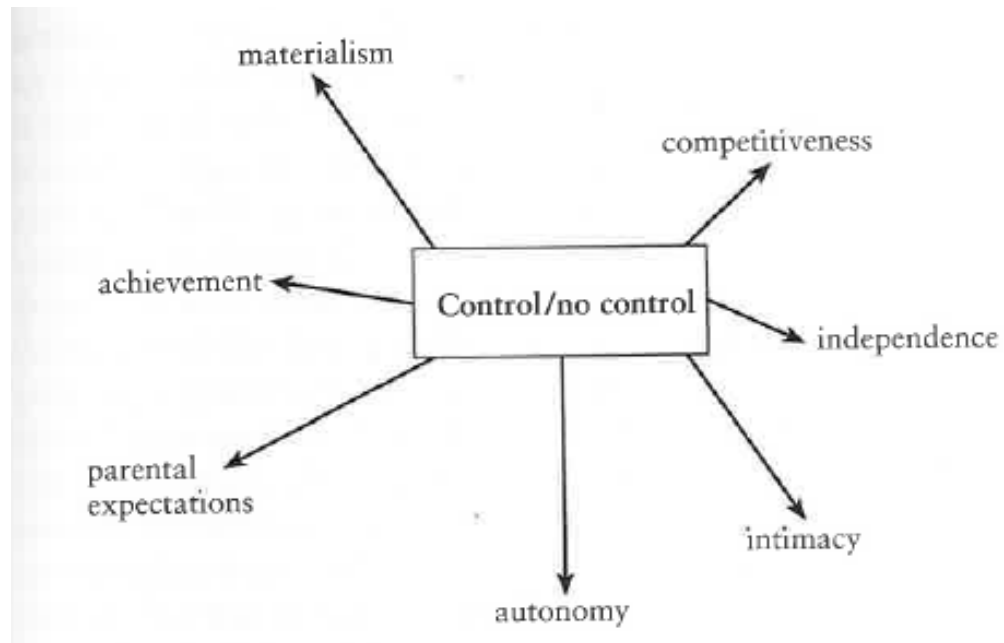 materialism
competitiveness
achievement
Control/no control
independence
parental
expectations
intimacy
autonomy